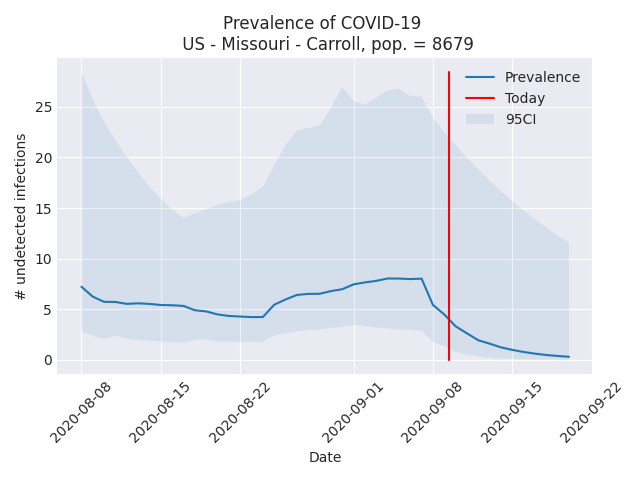 Prevalence of COVID-19
US - Missouri - Carroll, pop. = 8679
Prevalence
Today
95CI
# undetected infections
25
20
15
10
5
0
2020-08-08
2020-08-15
2020-08-22
2020-09-01
2020-09-08
2020-09-15
2020-09-22
Date